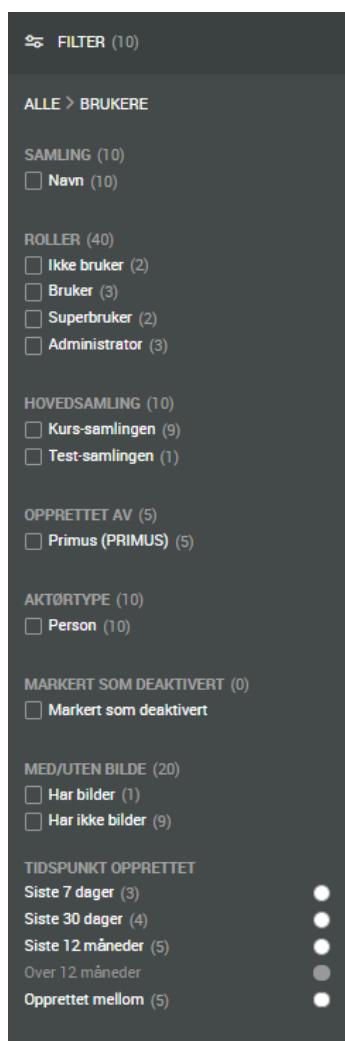 FILTER (10)
ALLE > BRUKERE
SAMLING (10)
Navn (10)
ROLLER (40)
Ikke bruker (2)
Bruker (3)
Superbruker (2)
Administrator (3)
HOVEDSAMLING (10)
Kurs-samlingen (9)
Test-samlingen (1)
OPPRETTET AV (5)
Primus (PRIMUS) (5)
AKTØRTYPE (10)
Person (10)
MARKERT SOM DEAKTIVERT (0)
Markert som deaktivert
MED/UTEN BILDE (20)
Har bilder (1)
Har ikke bilder (9)
TIDSPUNKT OPPRETTET
Siste 7 dager (3)
Siste 30 dager (4)
Siste 12 måneder (5)
Over 12 måneder
Opprettet mellom (5)